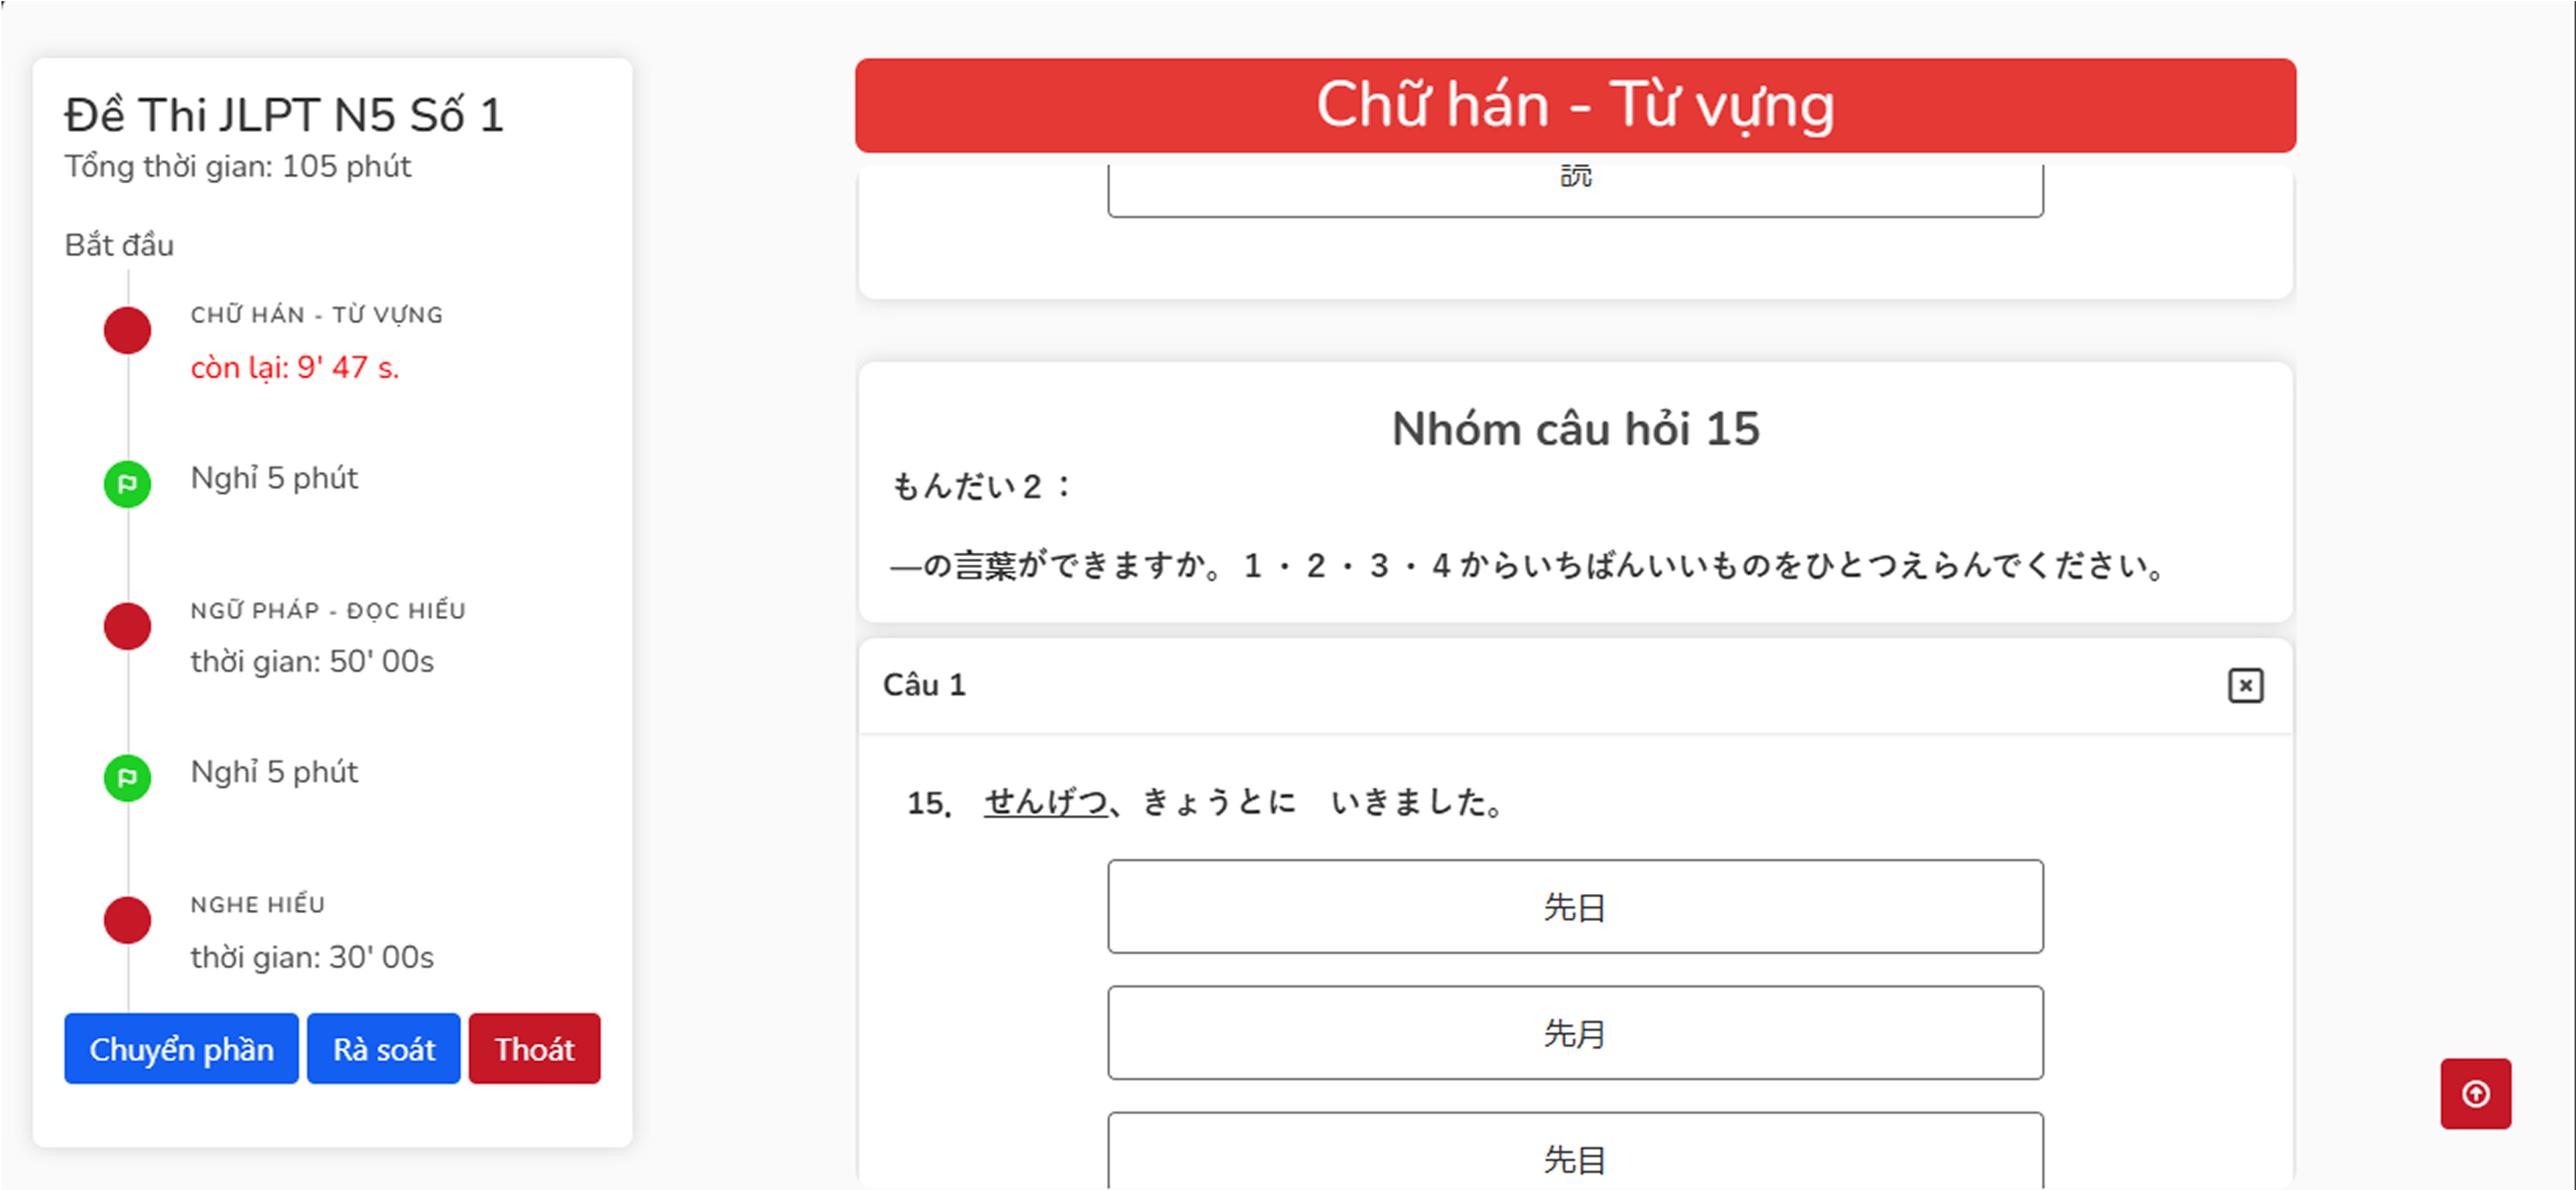 Đề Thi JLPT N5 Số 1
Tổng thời gian: 105 phút
Bắt đầu
CHỮ HÁN - TỪ VỰNG
còn lại: 9' 47 s.
Nghỉ 5 phút
NGỮ PHÁP - ĐỌC HIỂU
thời gian: 50' 00s
Nghỉ 5 phút
NGHE HIỂU
thời gian: 30' 00s
Chuyển phần
Rà soát
Thoát
Chữ hán - Từ vựng
読
Nhóm câu hỏi 15
もんだい２：
―の言葉ができますか。１・２・３・４からいちばんいいものをひとつえらんでください。
Câu 1
15． せんげつ、きょうとに　いきました。
先日
先月
先目